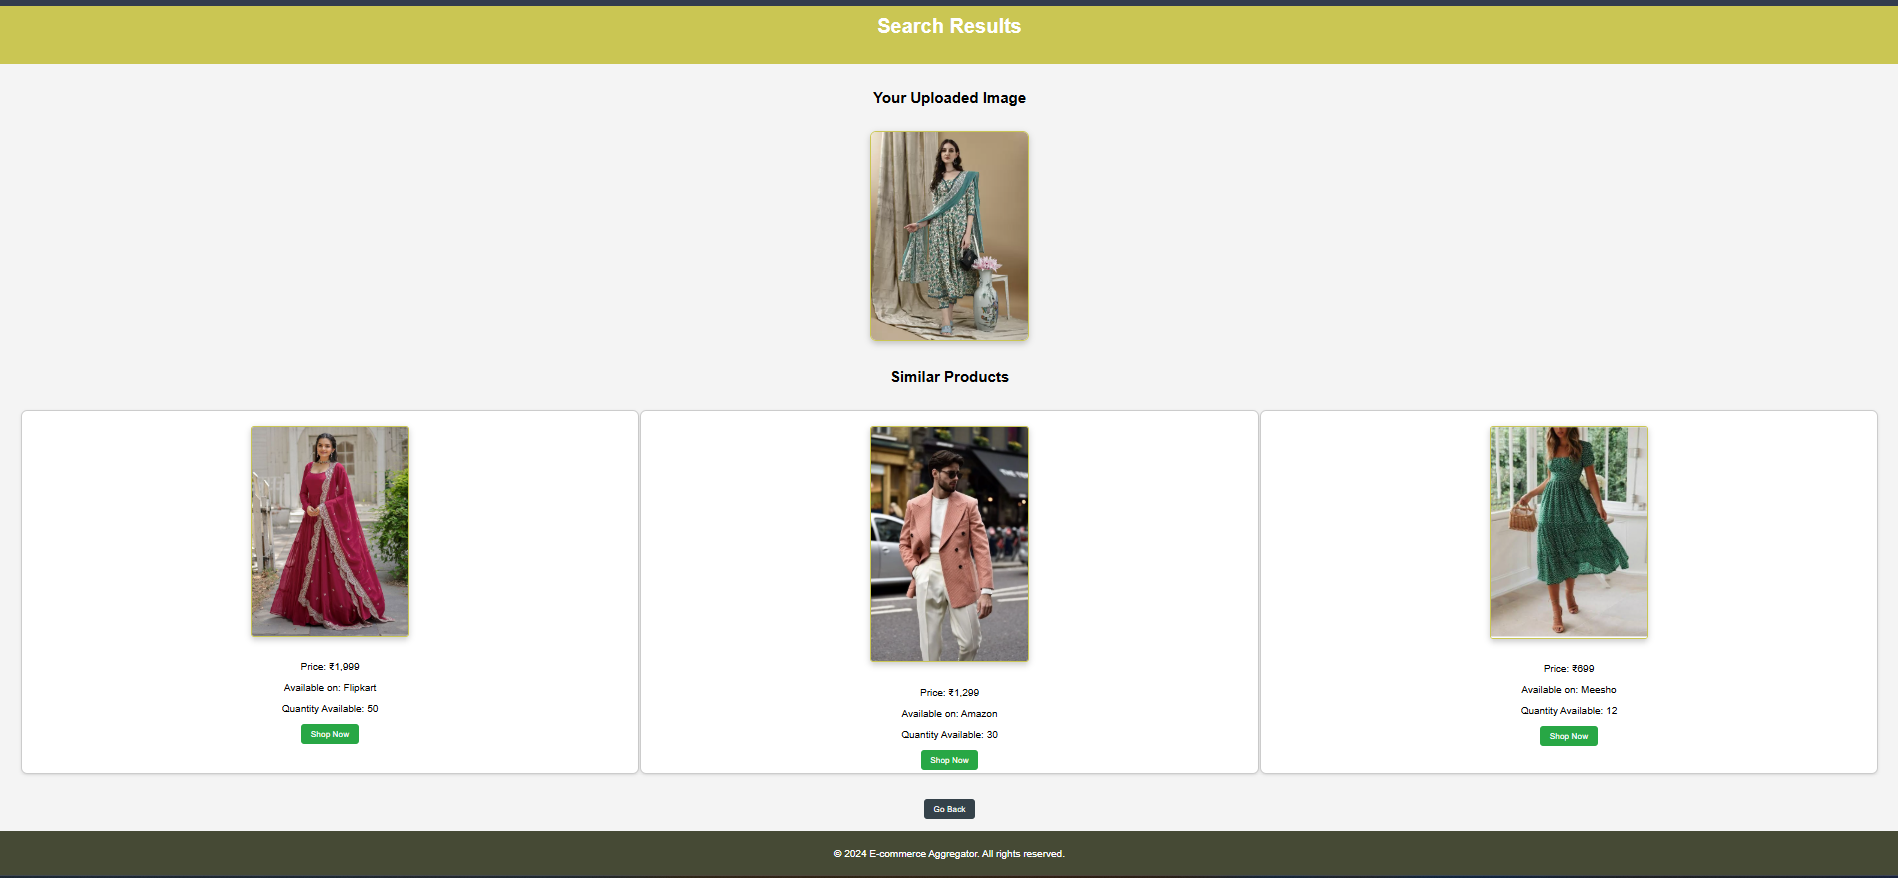 Search Results
Your Uploaded Image
Similar Products
Price: ₹1,999
Available on: Flipkart
Quantity Available: 50
Shop Now
Price: ₹1,299
Available on: Amazon
Quantity Available: 30
Shop Now
Price: ₹699
Available on: Meesho
Quantity Available: 12
Shop Now
Go Back
© 2024 E-commerce Aggregator. All rights reserved.